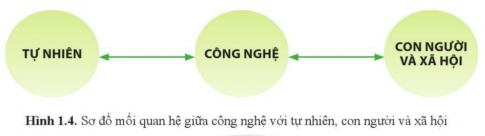 TỰ NHIÊN
CÔNG NGHỆ
CON NGƯỜI
VÀ XÃ HỘI
Hình 1.4. Sơ đồ mối quan hệ giữa công nghệ với tự nhiên, con người và xã hội